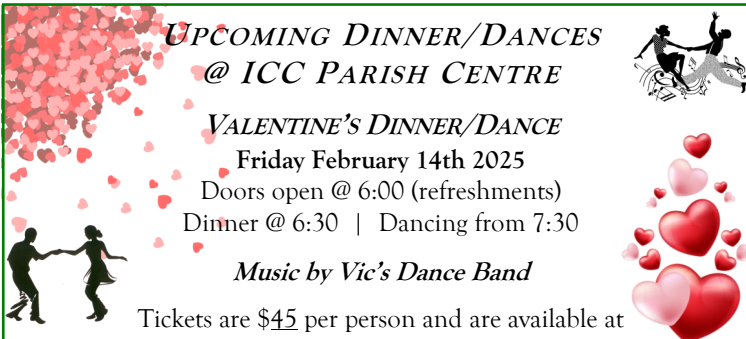 UPCOMING DINNER/DANCES
@ ICC PARISH CENTRE
VALENTINE'S DINNER/DANCE
Friday February 14th 2025
Doors open @ 6:00 (refreshments)
Dinner @ 6:30 | Dancing from 7:30
Music by Vic's Dance Band
Tickets are $45 per person and are available at